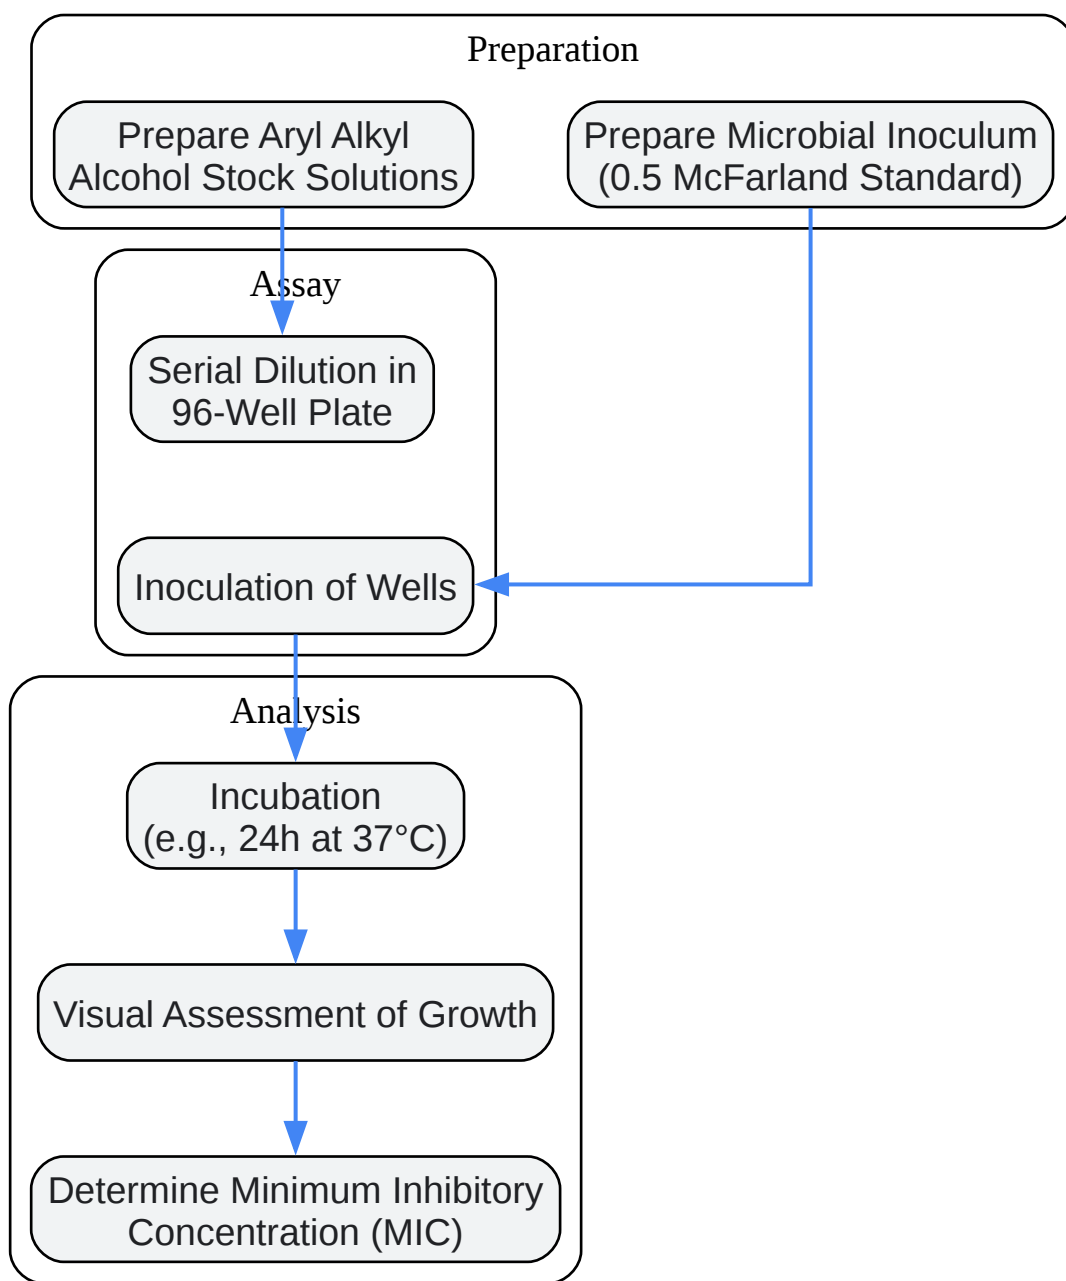 Preparation
Prepare Aryl Alkyl
Alcohol Stock Solutions
Prepare Microbial Inoculum
(0.5 McFarland Standard)
Assay
Serial Dilution in
96-Well Plate
Inoculation of Wells
Analysis
Incubation
(e.g., 24h at 37°C)
Visual Assessment of Growth
Determine Minimum Inhibitory
Concentration (MIC)